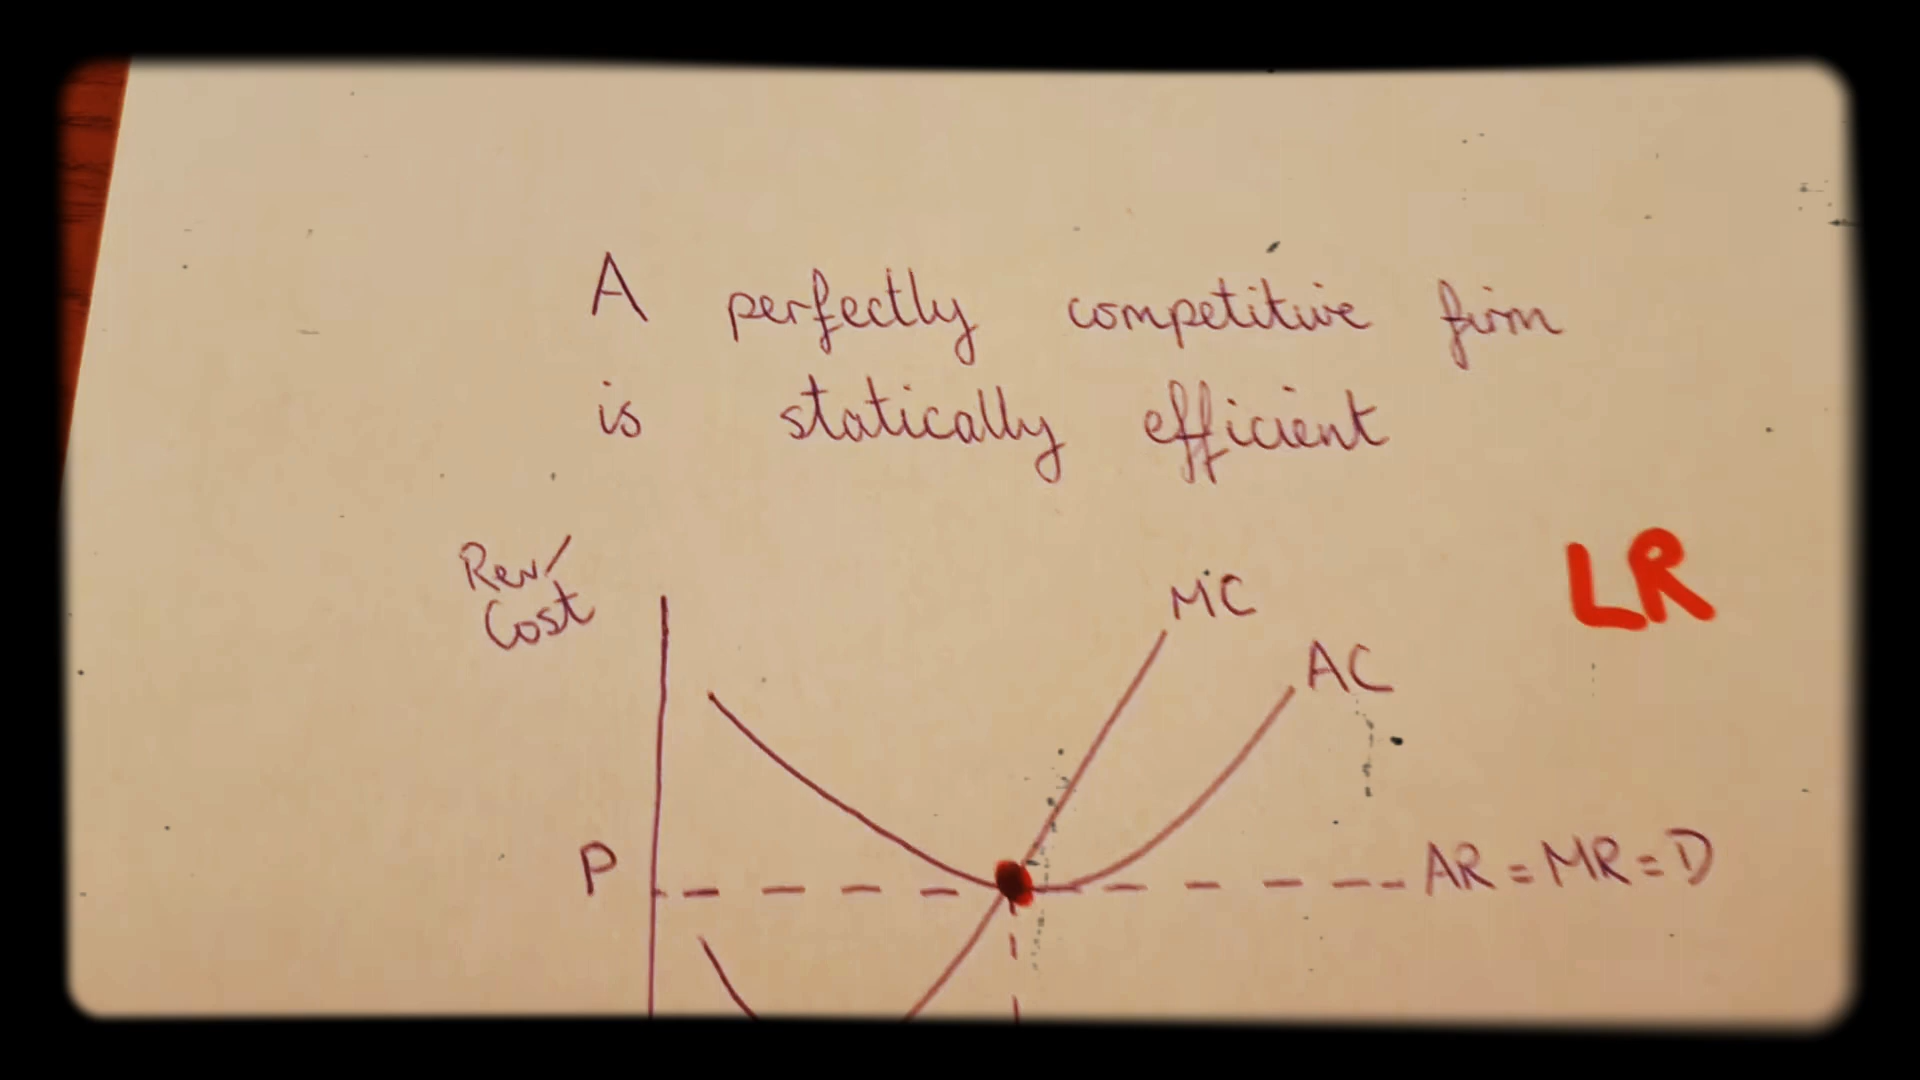 A perfectly competitive firm
is statically efficient
Rev/
Cost
MC
LR
AC
P
AR = MR = D